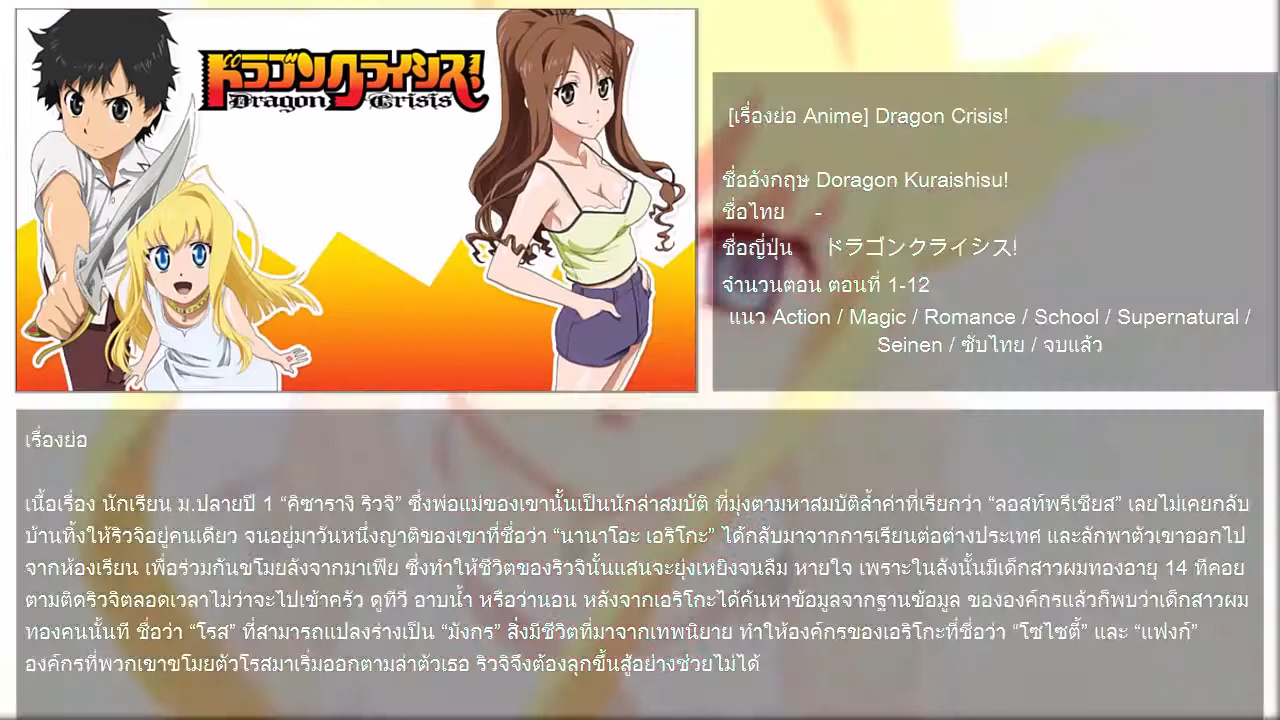 ドラゴンクライシス!
Dragon Crisis
[เรื่องย่อ Anime] Dragon Crisis!
ชื่ออังกฤษ Doragon Kuraishisu!
ชื่อไทย -
ชื่อญี่ปุ่น ドラゴンクライシス!
จำนวนตอน ตอนที่ 1-12
แนว Action / Magic / Romance / School / Supernatural /
Seinen / ซับไทย / จบแล้ว
เรื่องย่อ
เนื้อเรื่อง นักเรียน ม.ปลายปี 1 “คิซารางิ ริวจิ” ซึ่งพ่อแม่ของเขานั้นเป็นนักล่าสมบัติ ที่มุ่งตามหาสมบัติล้ำค่าที่เรียกว่า “ลอสท์พรีเชียส” เลยไม่เคยกลับ
บ้านทิ้งให้ริวจิอยู่คนเดียว จนอยู่มาวันหนึ่งญาติของเขาที่ชื่อว่า “นานาโอะ เอริโกะ” ได้กลับมาจากการเรียนต่อต่างประเทศ และลักพาตัวเขาออกไป
จากห้องเรียน เพื่อร่วมกันขโมยลังจากมาเฟีย ซึ่งทำให้ชีวิตของริวจินั้นแสนจะยุ่งเหยิงจนลืม หายใจ เพราะในลังนั้นมีเด็กสาวผมทองอายุ 14 ทีคอย
ตามติดริวจิตลอดเวลาไม่ว่าจะไปเข้าครัว ดูทีวี อาบน้ำ หรือว่านอน หลังจากเอริโกะได้ค้นหาข้อมูลจากฐานข้อมูล ขององค์กรแล้วก็พบว่าเด็กสาวผม
ทองคนนั้นที ชื่อว่า “โรส” ที่สามารถแปลงร่างเป็น “มังกร” สิ่งมีชีวิตที่มาจากเทพนิยาย ทำให้องค์กรของเอริโกะที่ชื่อว่า “โซไซตี้” และ “แฟงก์”
องค์กรที่พวกเขาขโมยตัวโรสมาเริ่มออกตามล่าตัวเธอ ริวจิจึงต้องลุกขึ้นสู้อย่างช่วยไม่ได้